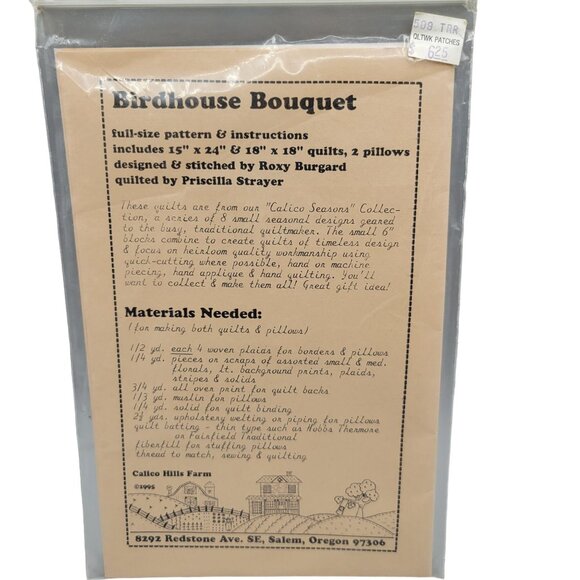 509 TRR
QLTWK PATCHES
$ 625
Birdhouse Bouquet
full-size pattern & instructions
includes 15" x 24" & 18" x 18" quilts, 2 pillows
designed & stitched by Roxy Burgard
quilted by Priscilla Strayer
These quilts are from our "Calico Seasons" Collec-
tion, a series of 8 small seasonal designs geared
to the busy, traditional quiltmaker. The small 6"
blocks combine to create quilts of timeless design
& focus on heirloom quality workmanship using
quick-cutting where possible, hand or machine
piecing, hand applique & hand quilting. You'll
want to collect & make them all! Great gift idea!
Materials Needed:
(for making both quilts & pillows)
1/2 yd. each 4 woven plaids for borders & pillows
1/4 yd. pieces or scraps of assorted small & med.
florals, lt. background prints, plaids,
stripes & solids
3/4 yd. all over print for quilt backs
1/3 yd. muslin for pillows
1/4 yd. solid for quilt binding
2½ yds. upholstery welting or piping for pillows
quilt batting - thin type such as Hobbs Thermore
or Fairfield Traditional
fiberfill for stuffing pillows
thread to match, sewing & quilting
Calico Hills Farm
©1995
8292 Redstone Ave. SE, Salem, Oregon 97306